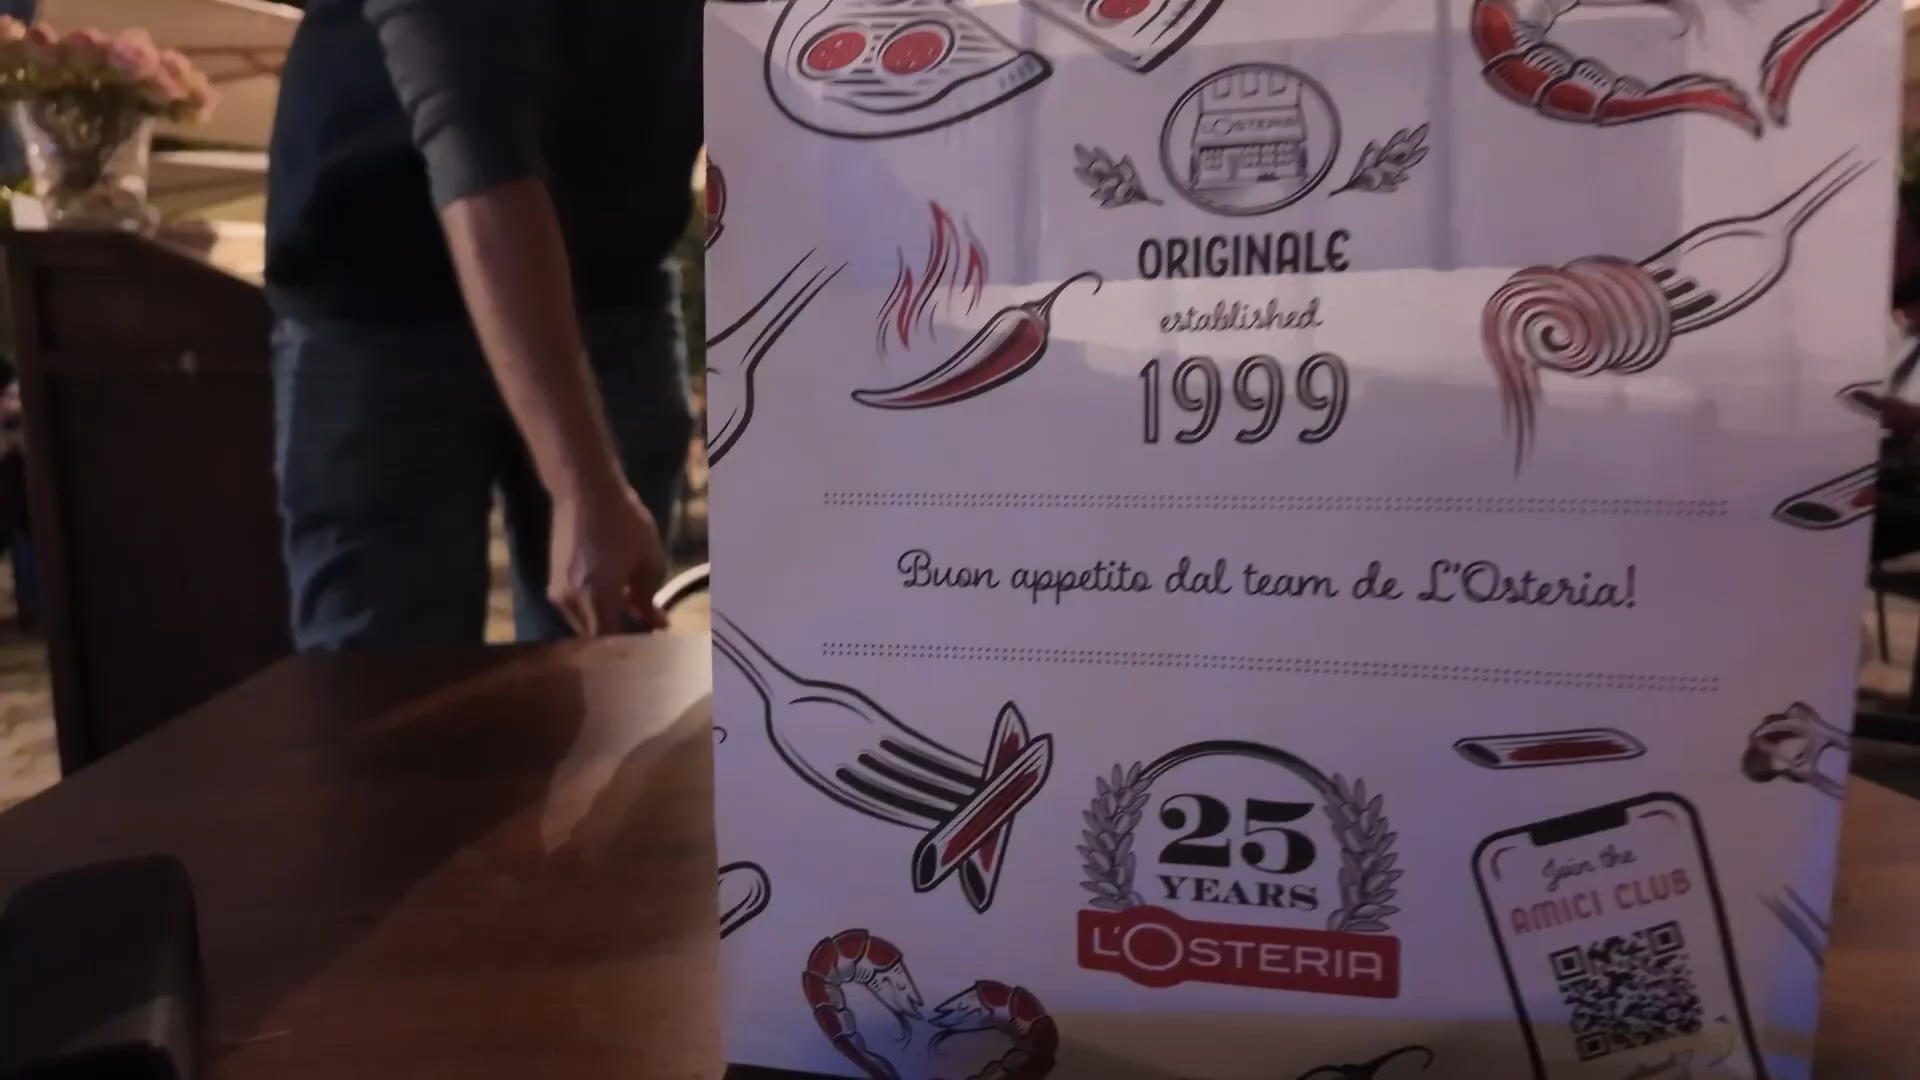 L'OSTERIA
ORIGINALE
established
1999
Buon appetito dal team de L'Osteria!
25
YEARS
L'OSTERIA
Join the
AMICI CLUB